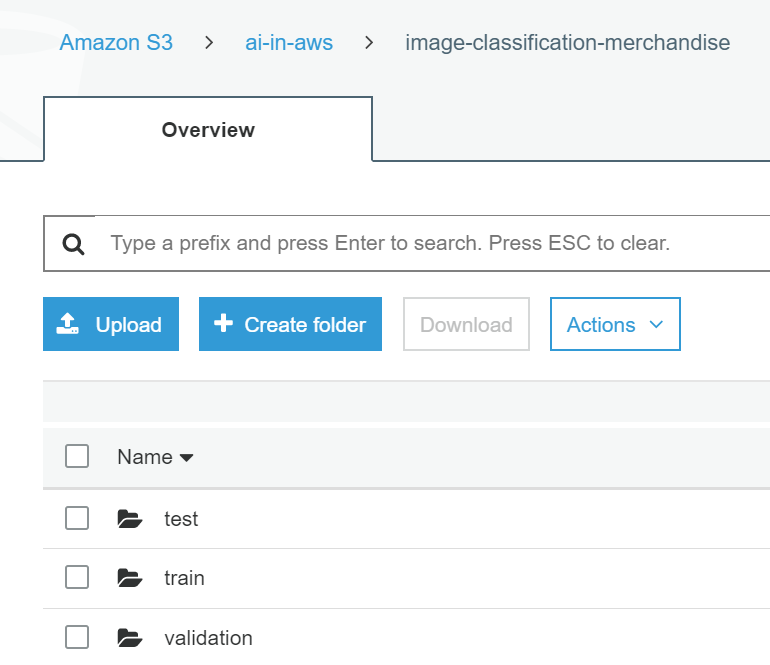 Amazon S3 > ai-in-aws > image-classification-merchandise
Overview
Type a prefix and press Enter to search. Press ESC to clear.
Upload + Create folder Download Actions
Name
test
train
validation